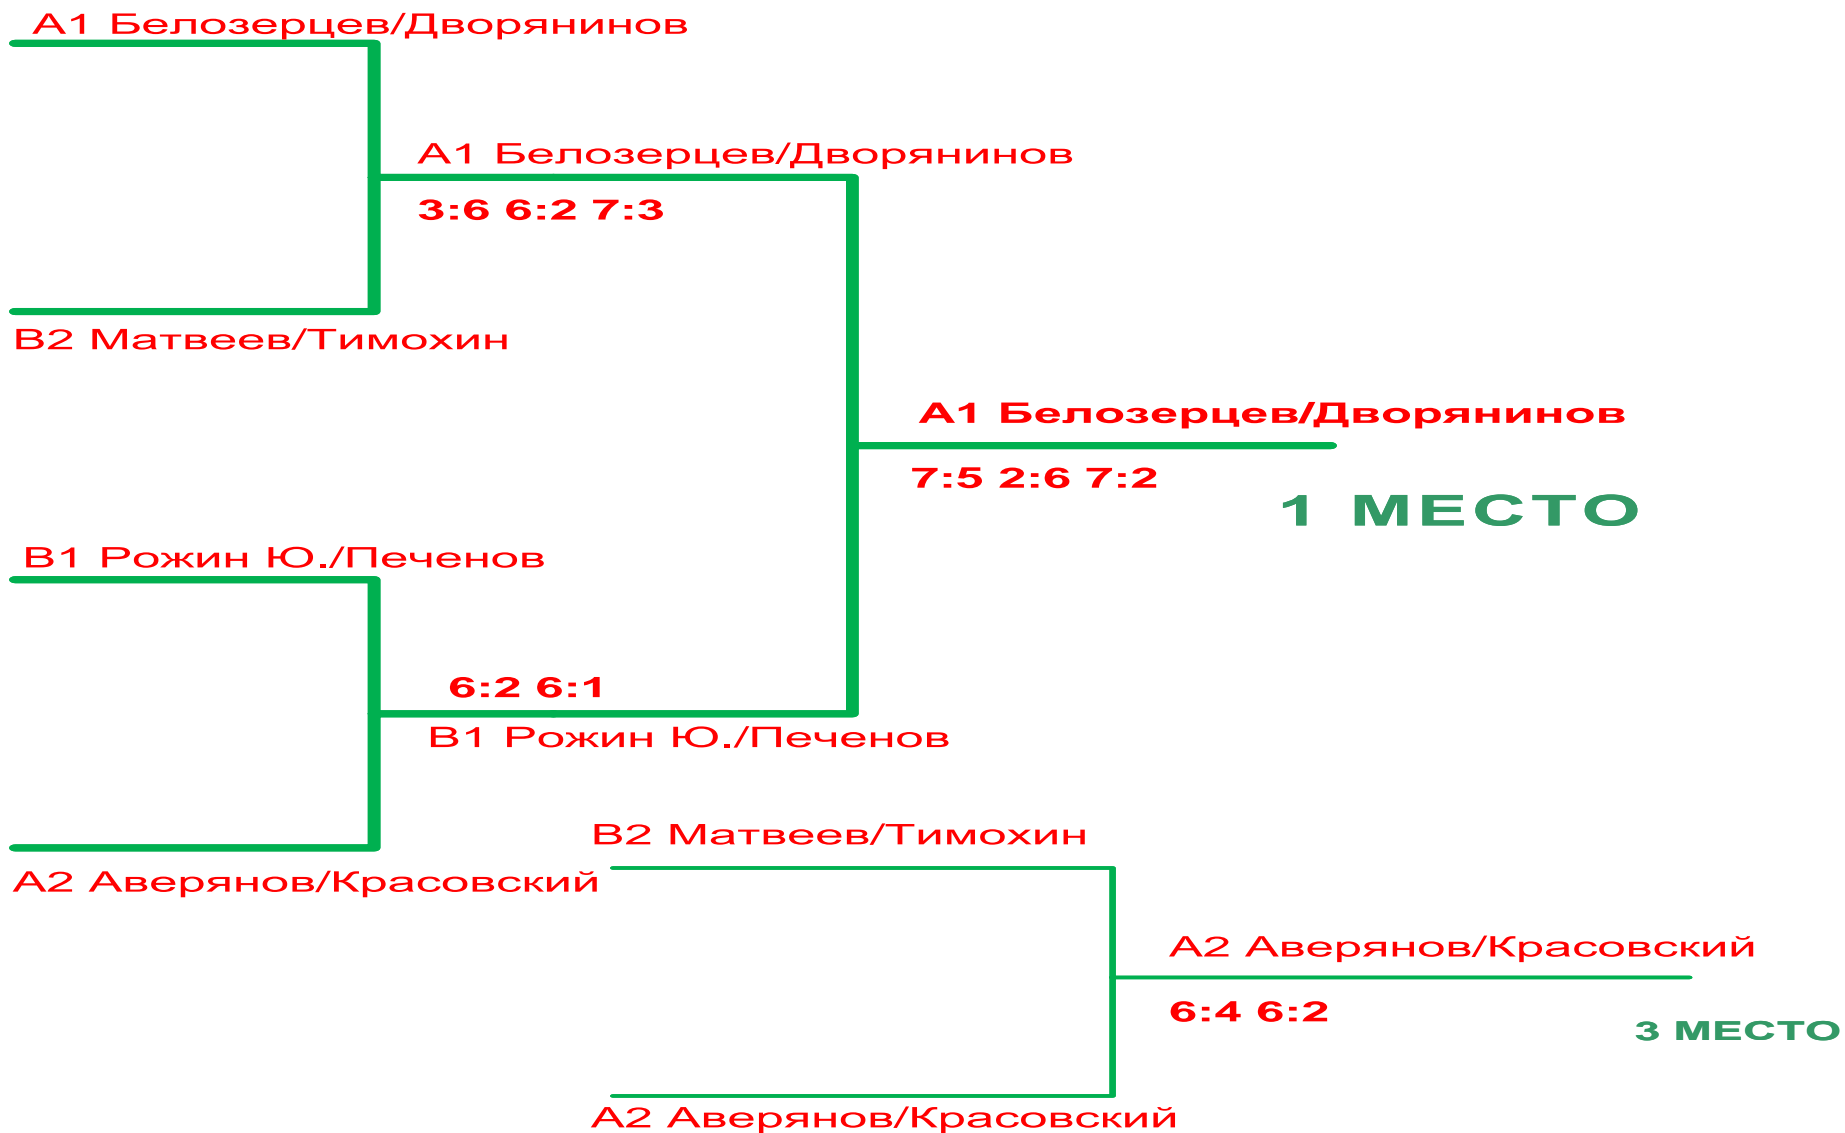 А1 Белозерцев/Дворянинов
А1 Белозерцев/Дворянинов
3:6 6:2 7:3
В2 Матвеев/Тимохин
А1 Белозерцев/Дворянинов
7:5 2:6 7:2
1 МЕСТО
В1 Рожин Ю./Печенов
6:2 6:1
В1 Рожин Ю./Печенов
В2 Матвеев/Тимохин
А2 Аверянов/Красовский
А2 Аверянов/Красовский
6:4 6:2
3 МЕСТО
А2 Аверянов/Красовский